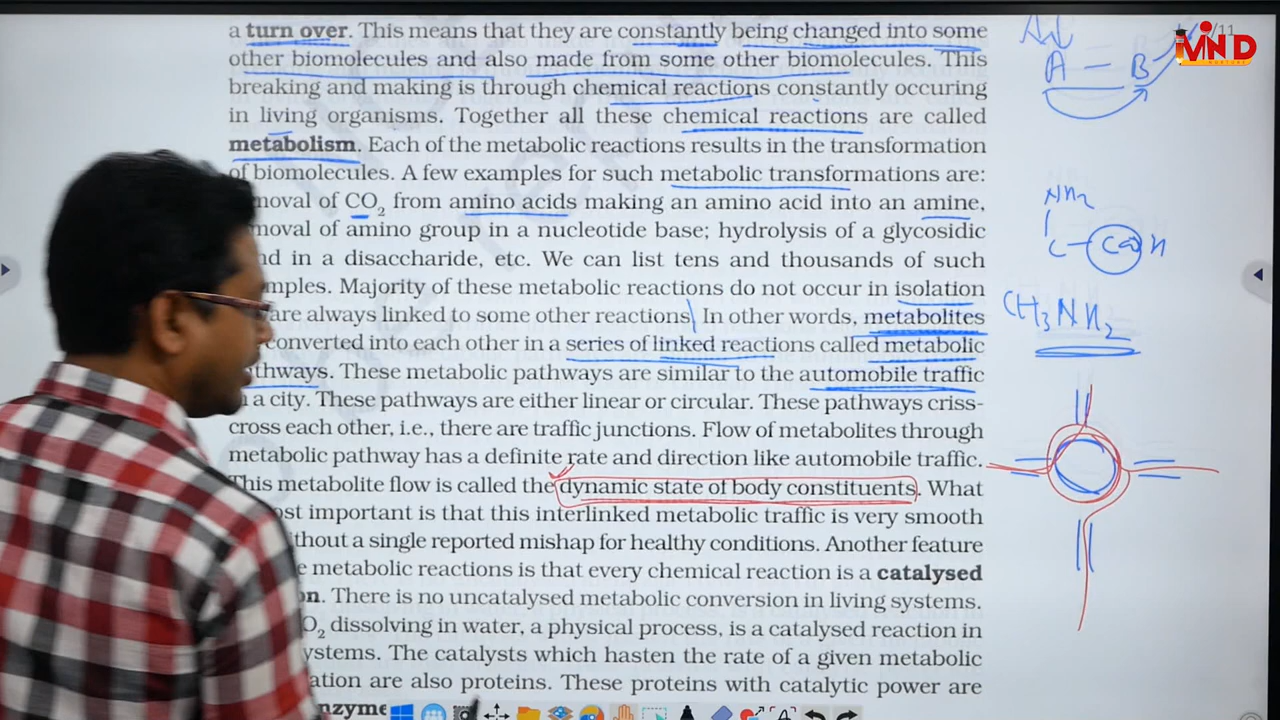 a turn over. This means that they are constantly being changed into some
other biomolecules and also made from some other biomolecules. This
breaking and making is through chemical reactions constantly occuring
in living organisms. Together all these chemical reactions are called
metabolism. Each of the metabolic reactions results in the transformation
of biomolecules. A few examples for such metabolic transformations are:
moval of CO2 from amino acids making an amino acid into an amine,
moval of amino group in a nucleotide base; hydrolysis of a glycosidic
nd in a disaccharide, etc. We can list tens and thousands of such
mples. Majority of these metabolic reactions do not occur in isolation
are always linked to some other reactions. In other words, metabolites
converted into each other in a series of linked reactions called metabolic
thways. These metabolic pathways are similar to the automobile traffic
a city. These pathways are either linear or circular. These pathways criss-
cross each other, i.e., there are traffic junctions. Flow of metabolites through
metabolic pathway has a definite rate and direction like automobile traffic.
This metabolite flow is called the dynamic state of body constituents. What
ost important is that this interlinked metabolic traffic is very smooth
thout a single reported mishap for healthy conditions. Another feature
e metabolic reactions is that every chemical reaction is a catalysed
on. There is no uncatalysed metabolic conversion in living systems.
O2 dissolving in water, a physical process, is a catalysed reaction in
ystems. The catalysts which hasten the rate of a given metabolic
ation are also proteins. These proteins with catalytic power are
nzyme
/11
MIND
A — B
NH2
C
CH3NH2